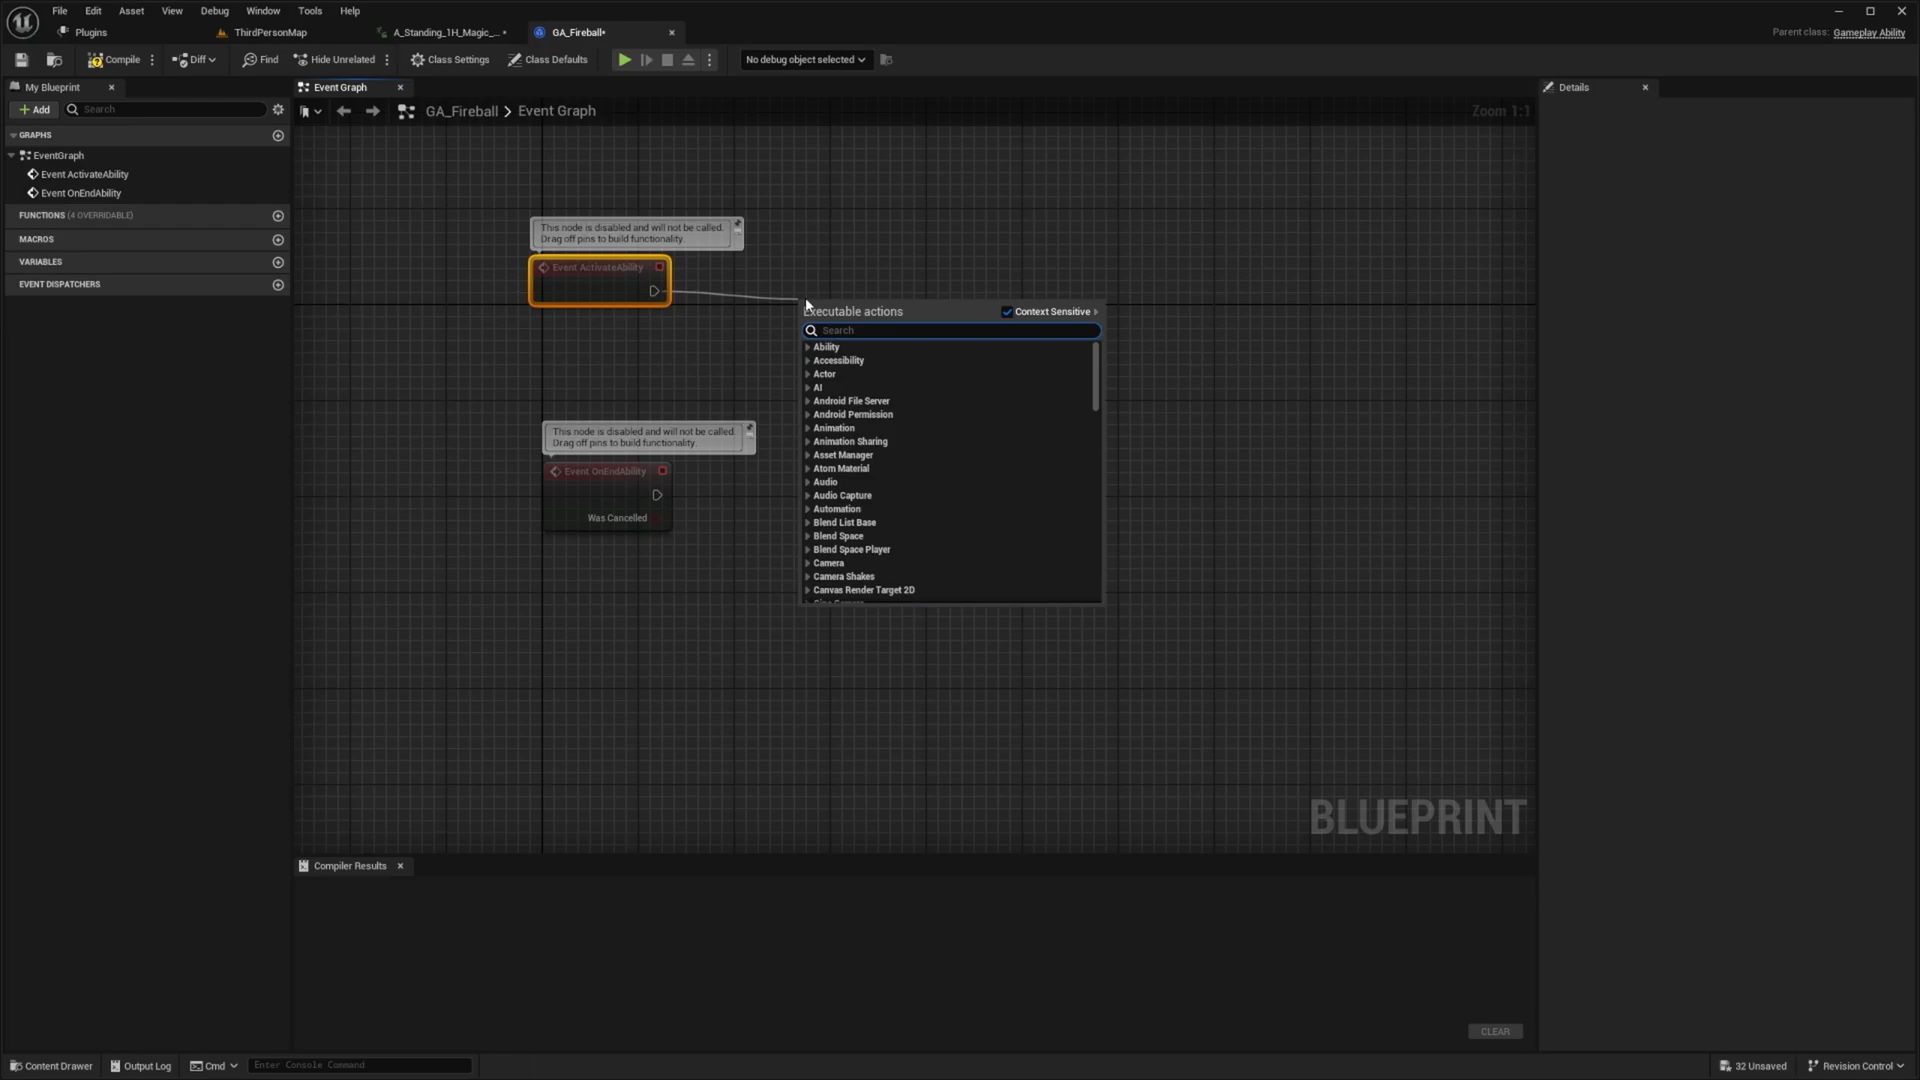 File Edit Asset View Debug Window Tools Help
Plugins ThirdPersonMap A_Standing_1H_Magic_...* GA_Fireball*
Parent class: Gameplay Ability
Compile Diff Find Hide Unrelated Class Settings Class Defaults No debug object selected
My Blueprint
Add Search
GRAPHS
EventGraph
Event ActivateAbility
Event OnEndAbility
FUNCTIONS (4 OVERRIDABLE)
MACROS
VARIABLES
EVENT DISPATCHERS
Event Graph
GA_Fireball > Event Graph
Zoom 1:1
This node is disabled and will not be called.
Drag off pins to build functionality.
Event ActivateAbility
This node is disabled and will not be called.
Drag off pins to build functionality.
Event OnEndAbility
Was Cancelled
Executable actions Context Sensitive
Search
Ability
Accessibility
Actor
AI
Android File Server
Android Permission
Animation
Animation Sharing
Asset Manager
Atom Material
Audio
Audio Capture
Automation
Blend List Base
Blend Space
Blend Space Player
Camera
Camera Shakes
Canvas Render Target 2D
BLUEPRINT
Details
Compiler Results
CLEAR
Content Drawer Output Log Cmd Enter Console Command 32 Unsaved Revision Control